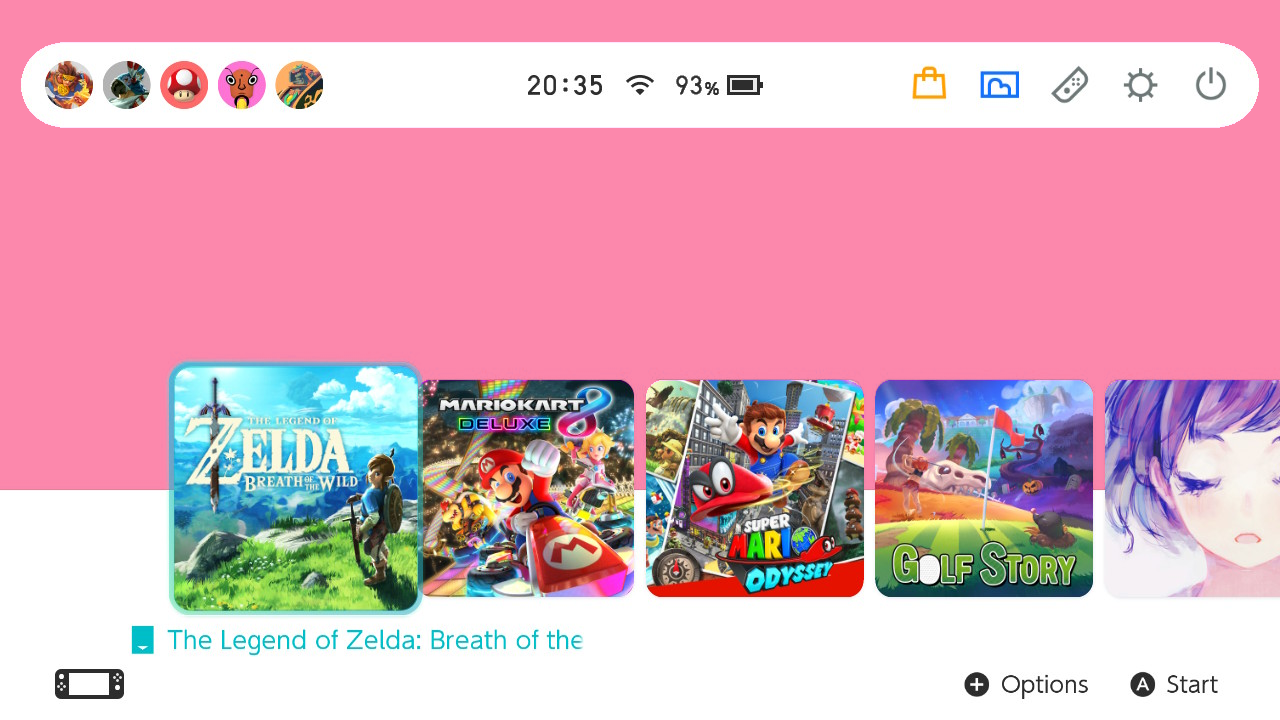 20:35 93%
THE LEGEND OF
ZELDA
BREATH OF THE WILD
MARIOKART 8
DELUXE
SUPER
MARIO
ODYSSEY
GOLF STORY
The Legend of Zelda: Breath of the
+ Options A Start